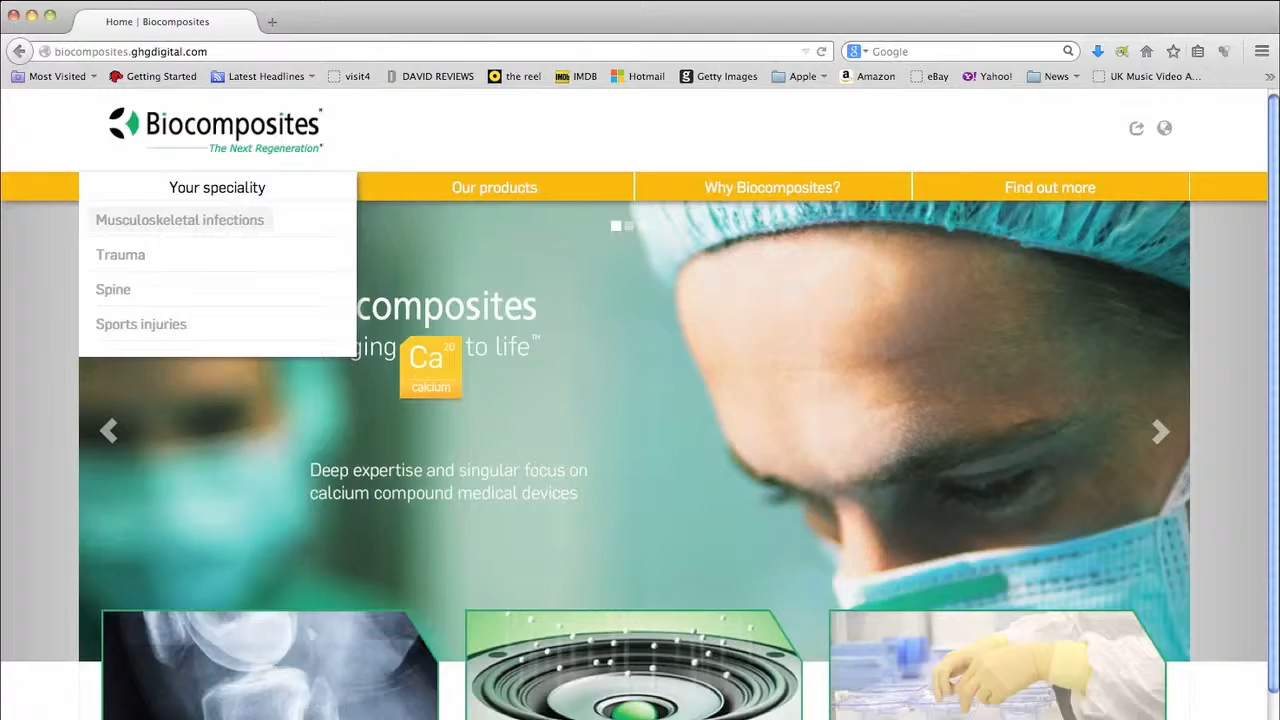 Home | Biocomposites
biocomposites.ghgdigital.com
Google
Most Visited
Getting Started
Latest Headlines
visit4
DAVID REVIEWS
the reel
IMDB
Hotmail
Getty Images
Apple
Amazon
eBay
Yahoo!
News
UK Music Video A...
Biocomposites
The Next Regeneration
Your speciality
Our products
Why Biocomposites?
Find out more
Musculoskeletal infections
Trauma
Spine
Sports injuries
composites
ging Ca 20 to life™
calcium
Deep expertise and singular focus on
calcium compound medical devices